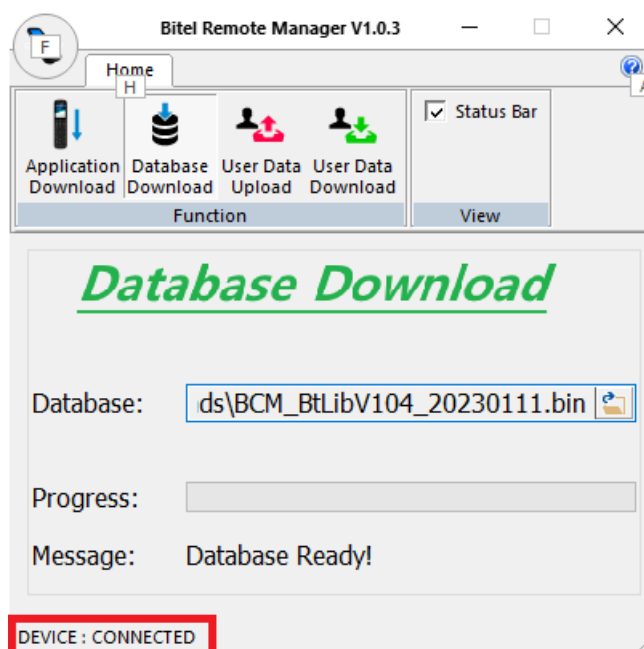 Bitel Remote Manager V1.0.3
F
Home
H
Application Download
Database Download
User Data Upload
User Data Download
Status Bar
Function
View
Database Download
Database:
ds\BCM_BtLibV104_20230111.bin
Progress:
Message:
Database Ready!
DEVICE : CONNECTED